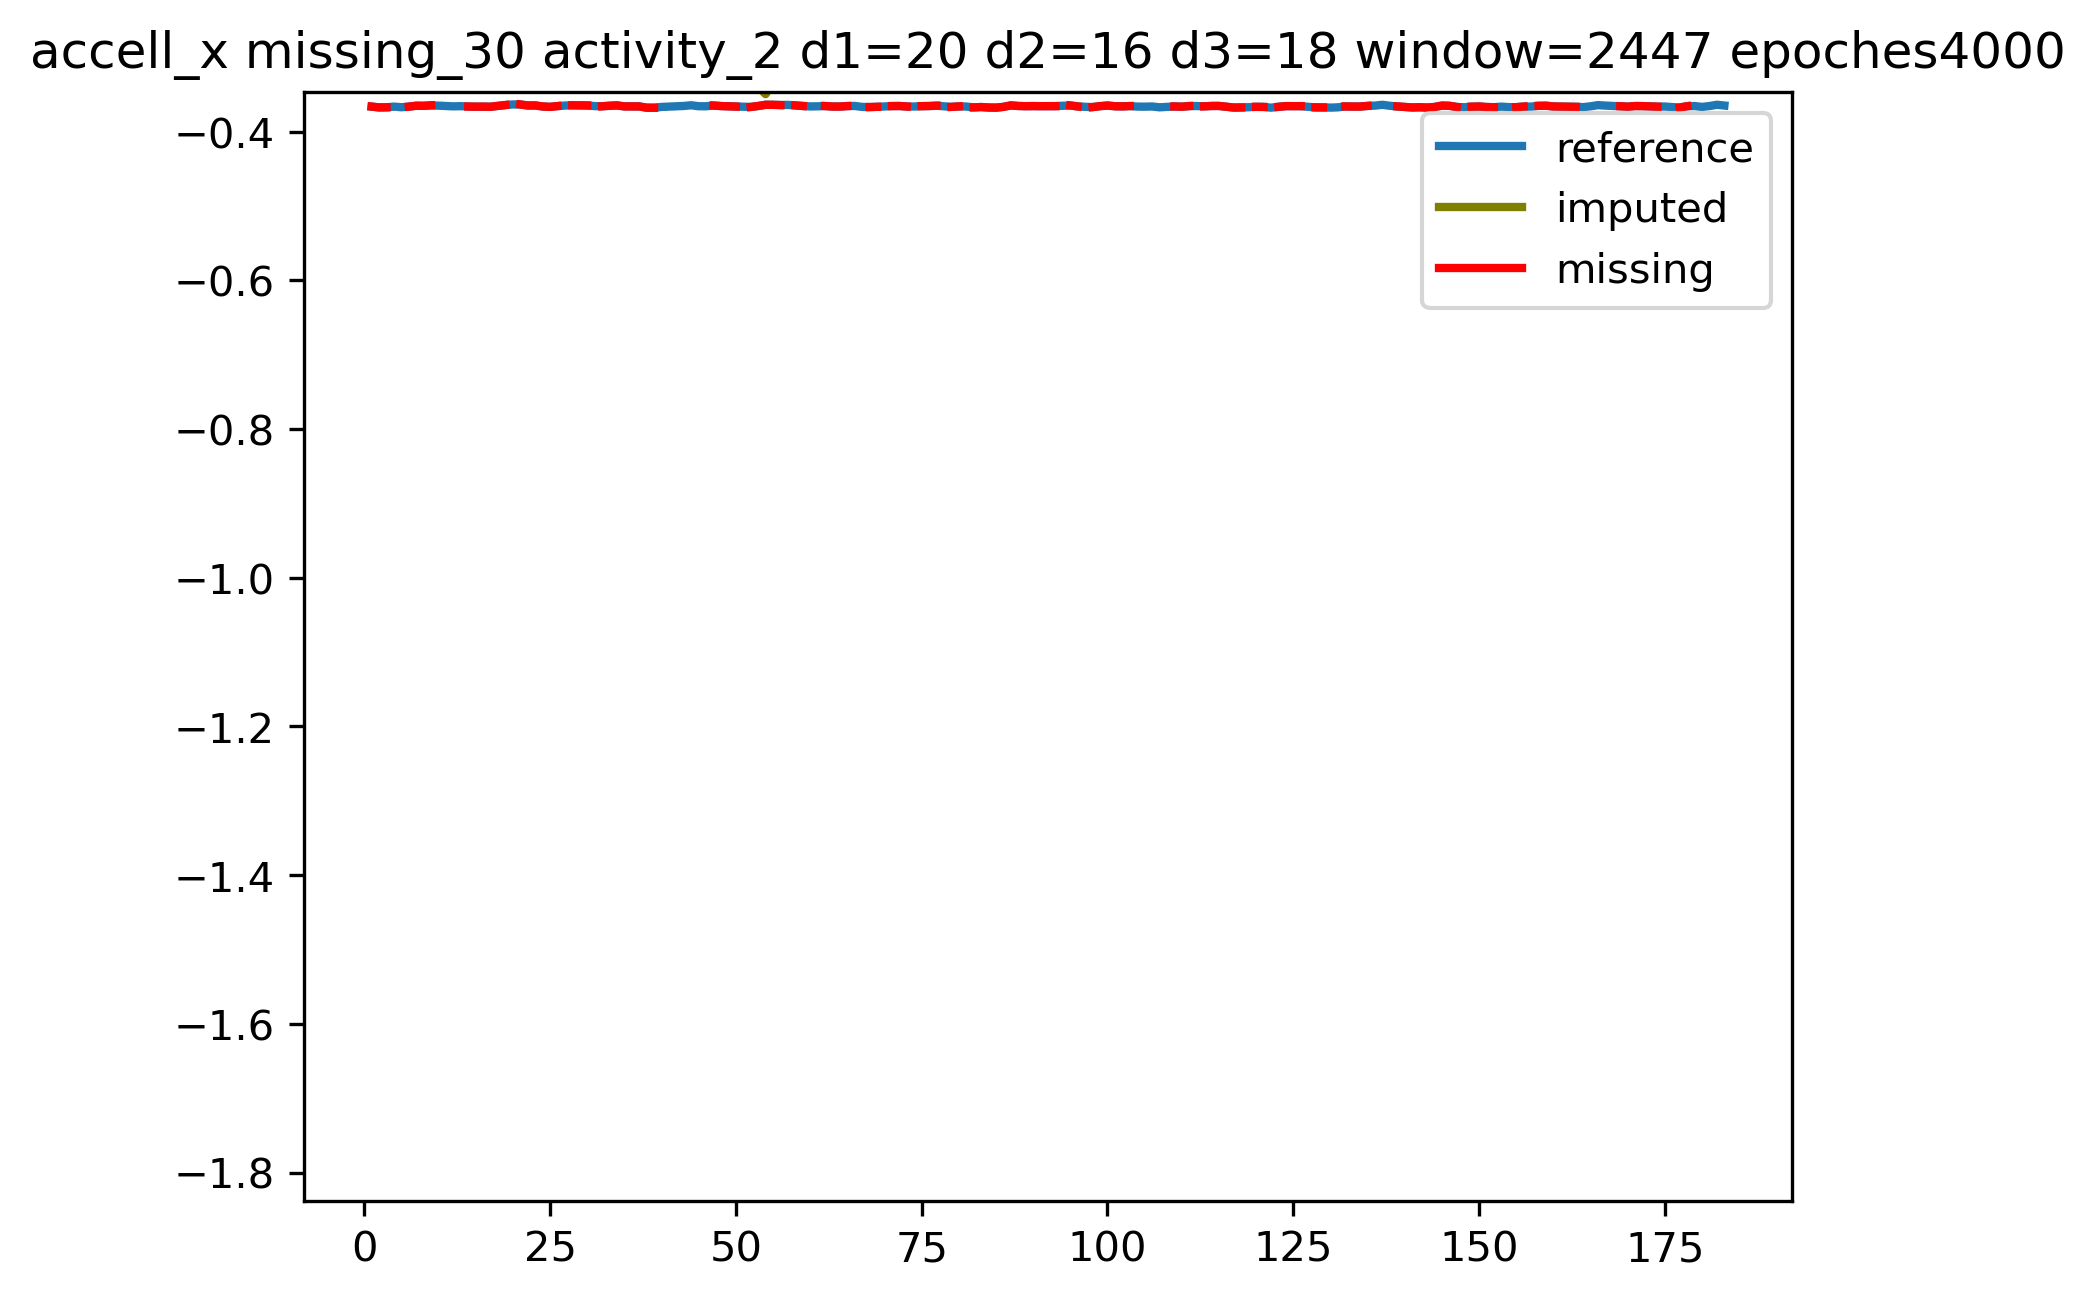 accell_x missing_30 activity_2 d1=20 d2=16 d3=18 window=2447 epoches4000
−0.4
reference
imputed
missing
−0.6
−0.8
−1.0
−1.2
−1.4
−1.6
−1.8
0 25 50 75 100 125 150 175